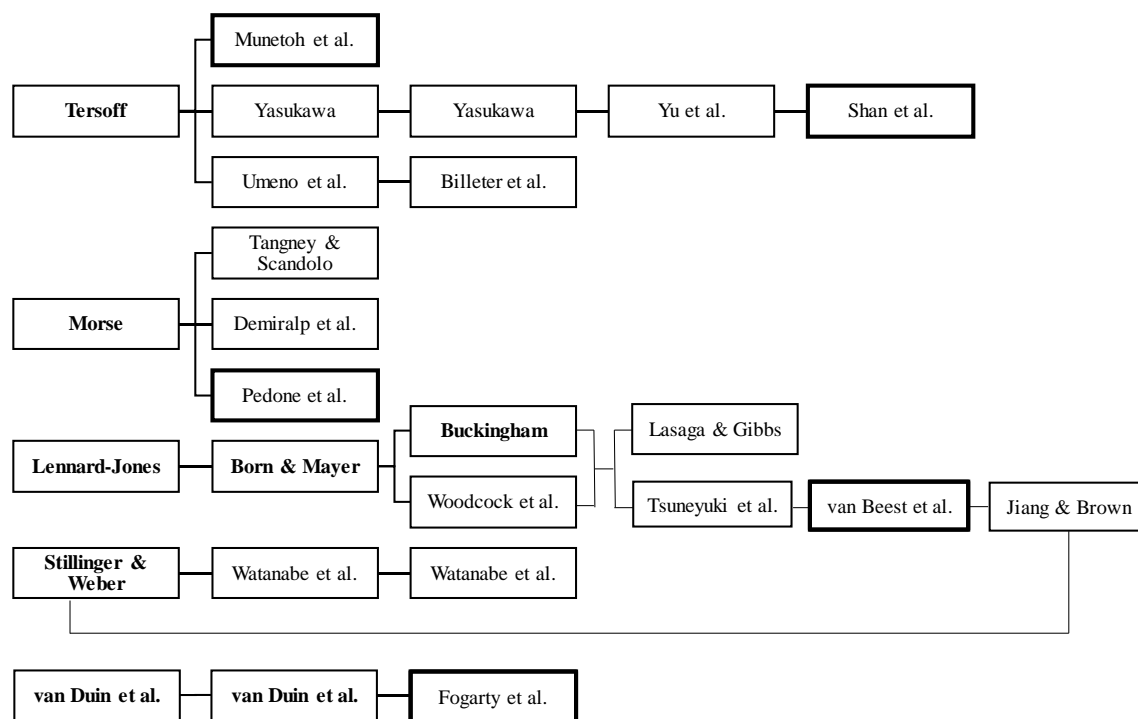 Munetoh et al.
Tersoff
Yasukawa
Yasukawa
Yu et al.
Shan et al.
Umeno et al.
Billeter et al.
Tangney &
Scandolo
Morse
Demiralp et al.
Pedone et al.
Buckingham
Lasaga & Gibbs
Lennard-Jones
Born & Mayer
Woodcock et al.
Tsuneyuki et al.
van Beest et al.
Jiang & Brown
Stillinger &
Weber
Watanabe et al.
Watanabe et al.
van Duin et al.
van Duin et al.
Fogarty et al.